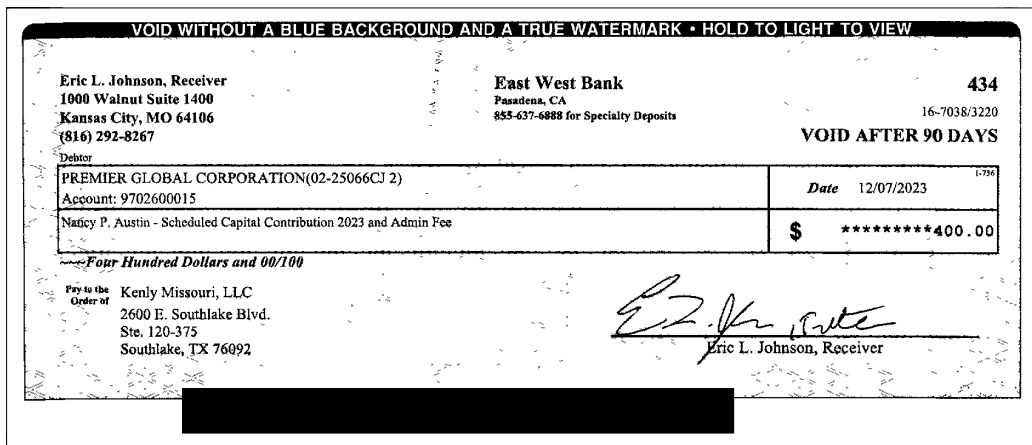 VOID WITHOUT A BLUE BACKGROUND AND A TRUE WATERMARK • HOLD TO LIGHT TO VIEW
Eric L. Johnson, Receiver
1000 Walnut Suite 1400
Kansas City, MO 64106
(816) 292-8267
East West Bank
Pasadena, CA
855-637-6888 for Specialty Deposits
434
16-7038/3220
VOID AFTER 90 DAYS
Debtor
PREMIER GLOBAL CORPORATION(02-25066CJ 2)
Account: 9702600015
1-736
Date 12/07/2023
Nancy P. Austin - Scheduled Capital Contribution 2023 and Admin Fee
$ *********400.00
~~~Four Hundred Dollars and 00/100
Pay to the
Order of
Kenly Missouri, LLC
2600 E. Southlake Blvd.
Ste. 120-375
Southlake, TX 76092
Eric L. Johnson, Receiver